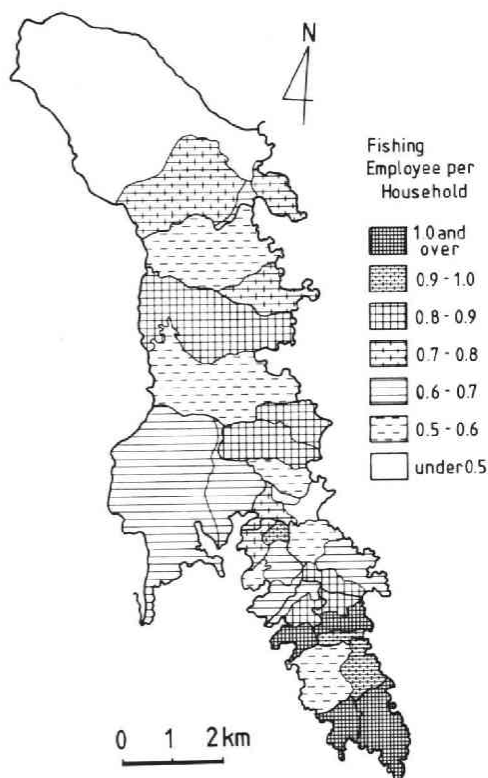 N
Fishing
Employee per
Household
1.0 and
over
0.9 - 1.0
0.8 - 0.9
0.7 - 0.8
0.6 - 0.7
0.5 - 0.6
under 0.5
0 1 2 km